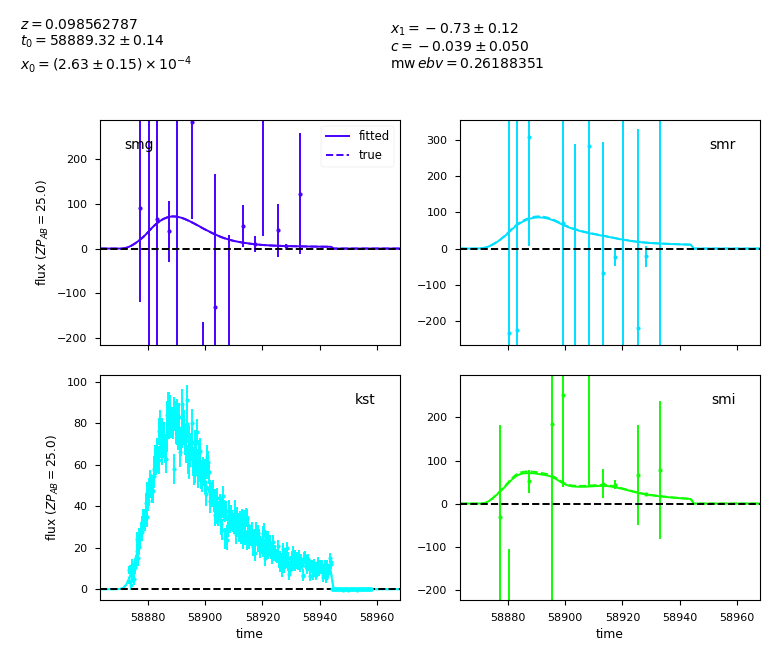 z = 0.098562787
t₀ = 58889.32 ± 0.14
x₀ = (2.63 ± 0.15) × 10⁻⁴
x₁ = −0.73 ± 0.12
c = −0.039 ± 0.050
mw ebv = 0.26188351
smg
fitted
true
200
100
0
−100
−200
flux (ZP_AB = 25.0)
smr
300
200
100
0
−100
−200
kst
100
80
60
40
20
0
flux (ZP_AB = 25.0)
58880 58900 58920 58940 58960
time
smi
200
100
0
−100
−200
58880 58900 58920 58940 58960
time